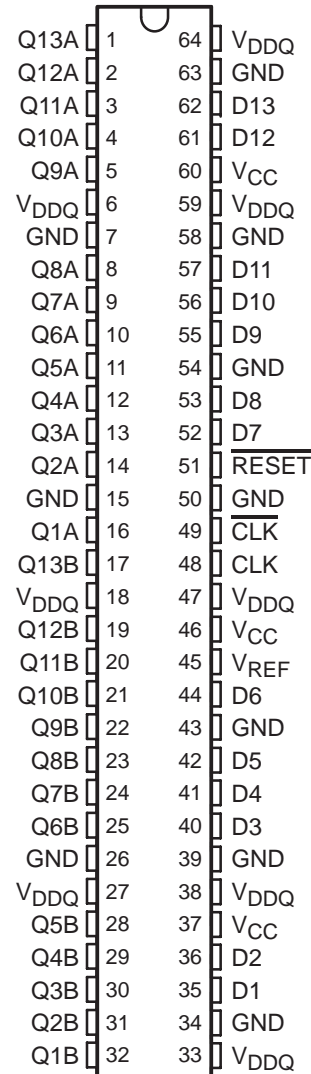 Q13A 1 64 VDDQ
Q12A 2 63 GND
Q11A 3 62 D13
Q10A 4 61 D12
Q9A 5 60 VCC
VDDQ 6 59 VDDQ
GND 7 58 GND
Q8A 8 57 D11
Q7A 9 56 D10
Q6A 10 55 D9
Q5A 11 54 GND
Q4A 12 53 D8
Q3A 13 52 D7
Q2A 14 51 RESET
GND 15 50 GND
Q1A 16 49 CLK
Q13B 17 48 CLK
VDDQ 18 47 VDDQ
Q12B 19 46 VCC
Q11B 20 45 VREF
Q10B 21 44 D6
Q9B 22 43 GND
Q8B 23 42 D5
Q7B 24 41 D4
Q6B 25 40 D3
GND 26 39 GND
VDDQ 27 38 VDDQ
Q5B 28 37 VCC
Q4B 29 36 D2
Q3B 30 35 D1
Q2B 31 34 GND
Q1B 32 33 VDDQ